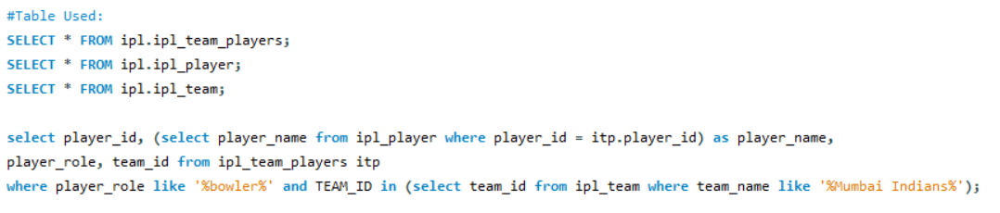 #Table Used:
SELECT * FROM ipl.ipl_team_players;
SELECT * FROM ipl.ipl_player;
SELECT * FROM ipl.ipl_team;
select player_id, (select player_name from ipl_player where player_id = itp.player_id) as player_name,
player_role, team_id from ipl_team_players itp
where player_role like '%bowler%' and TEAM_ID in (select team_id from ipl_team where team_name like '%Mumbai Indians%');